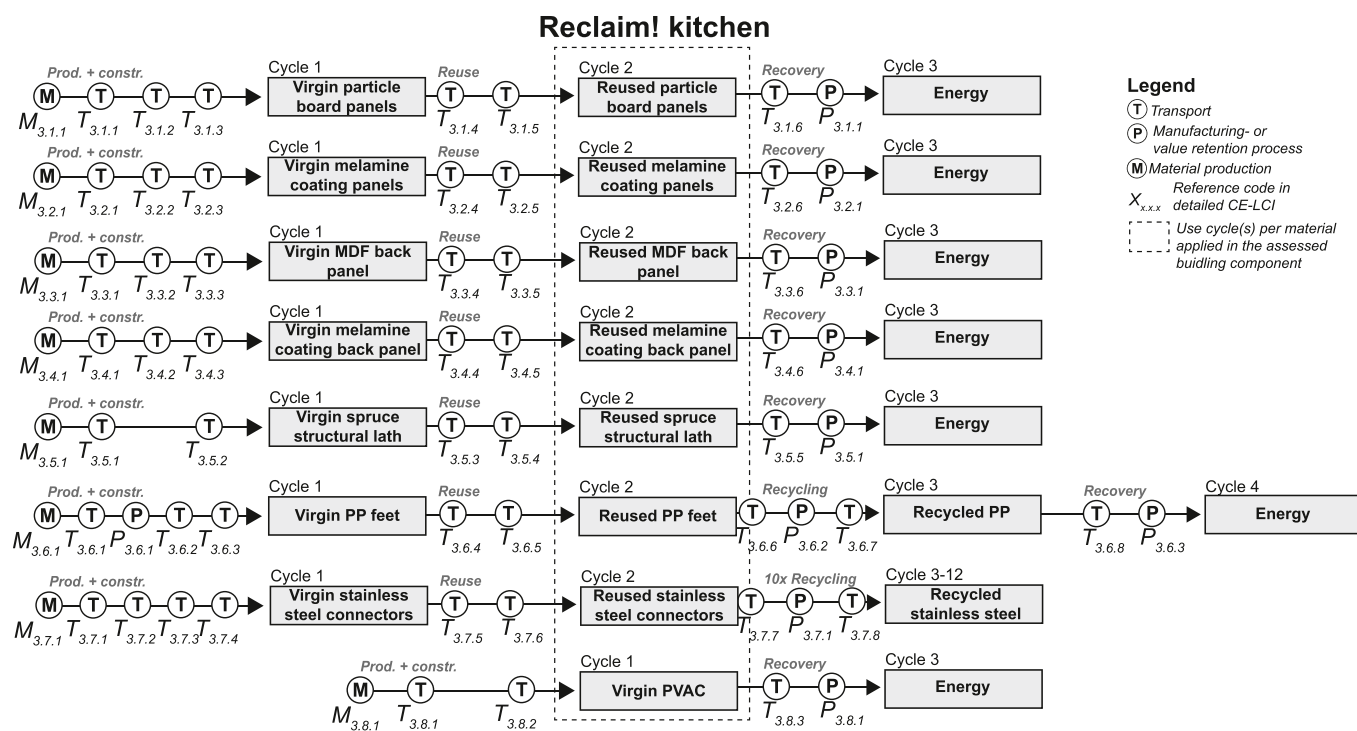 Reclaim! kitchen
Prod. + constr.
Cycle 1
Reuse
Cycle 2
Recovery
Cycle 3
M T T T
Virgin particle
board panels
T T
Reused particle
board panels
T P
Energy
M3.1.1 T3.1.1 T3.1.2 T3.1.3
T3.1.4 T3.1.5
T3.1.6 P3.1.1
Prod. + constr.
Cycle 1
Reuse
Cycle 2
Recovery
Cycle 3
M T T T
Virgin melamine
coating panels
T T
Reused melamine
coating panels
T P
Energy
M3.2.1 T3.2.1 T3.2.2 T3.2.3
T3.2.4 T3.2.5
T3.2.6 P3.2.1
Prod. + constr.
Cycle 1
Reuse
Cycle 2
Recovery
Cycle 3
M T T T
Virgin MDF back
panel
T T
Reused MDF back
panel
T P
Energy
M3.3.1 T3.3.1 T3.3.2 T3.3.3
T3.3.4 T3.3.5
T3.3.6 P3.3.1
Prod. + constr.
Cycle 1
Reuse
Cycle 2
Recovery
Cycle 3
M T T T
Virgin melamine
coating back panel
T T
Reused melamine
coating back panel
T P
Energy
M3.4.1 T3.4.1 T3.4.2 T3.4.3
T3.4.4 T3.4.5
T3.4.6 P3.4.1
Prod. + constr.
Cycle 1
Reuse
Cycle 2
Recovery
Cycle 3
M T T
Virgin spruce
structural lath
T T
Reused spruce
structural lath
T P
Energy
M3.5.1 T3.5.1 T3.5.2
T3.5.3 T3.5.4
T3.5.5 P3.5.1
Prod. + constr.
Cycle 1
Reuse
Cycle 2
Recycling
Cycle 3
Recovery
Cycle 4
M T P T T
Virgin PP feet
T T
Reused PP feet
T P T
Recycled PP
T P
Energy
M3.6.1 T3.6.1 P3.6.1 T3.6.2 T3.6.3
T3.6.4 T3.6.5
T3.6.6 P3.6.2 T3.6.7
T3.6.8 P3.6.3
Prod. + constr.
Cycle 1
Reuse
Cycle 2
10x Recycling
Cycle 3-12
M T T T T
Virgin stainless
steel connectors
T T
Reused stainless
steel connectors
T P T
Recycled
stainless steel
M3.7.1 T3.7.1 T3.7.2 T3.7.3 T3.7.4
T3.7.5 T3.7.6
T3.7.7 P3.7.1 T3.7.8
Prod. + constr.
Cycle 1
Recovery
Cycle 3
M T T
Virgin PVAC
T P
Energy
M3.8.1 T3.8.1 T3.8.2
T3.8.3 P3.8.1
Legend
T Transport
P Manufacturing- or
value retention process
M Material production
Xx.x.x Reference code in
detailed CE-LCI
Use cycle(s) per material
applied in the assessed
buidling component